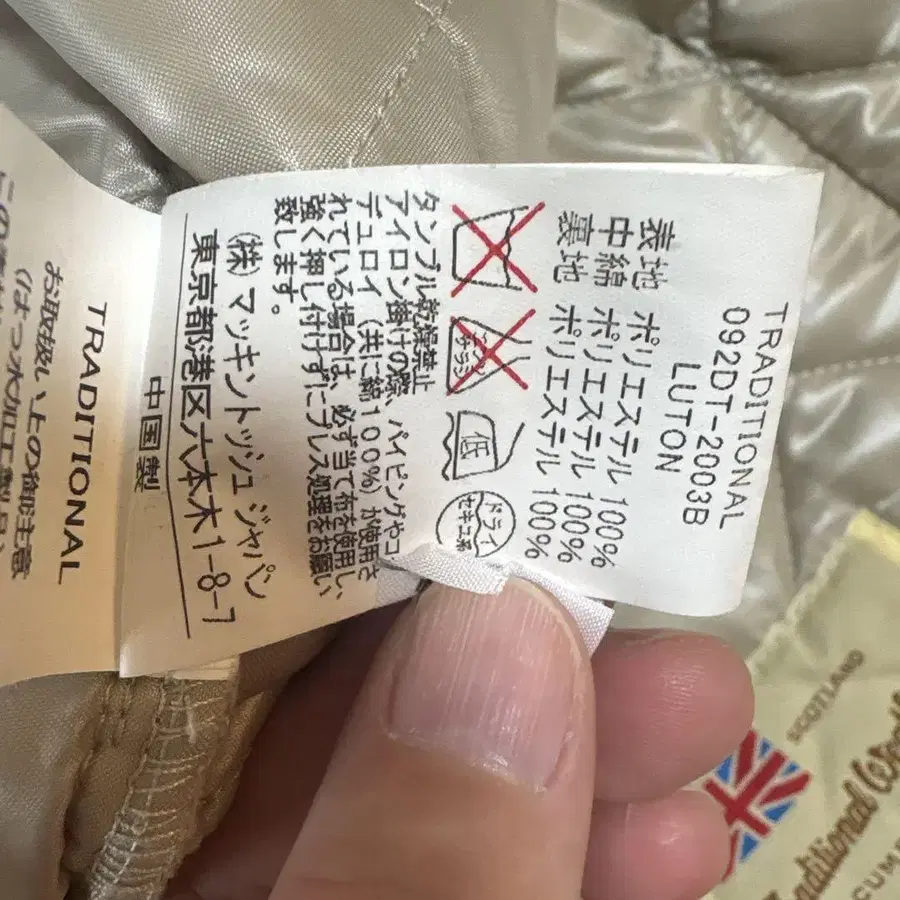 TRADITIONAL
092DT-2003B
LUTON
表地 ポリエステル 100%
中綿 ポリエステル 100%
裏地 ポリエステル 100%
低
ドライ
セキユ系
タンブル乾燥禁止
アイロン掛けの際、パイピングやコ
デュロイ (共に綿100%)が使用さ
れている場合は、必ず当て布を使用し、
強く押し付けずにプレス処理をお願い
致します。
(株)マッキントッシュ ジャパン
東京都港区六本木1-8-7
中国製
TRADITIONAL
お取扱い上の御注意
SCOTLAND